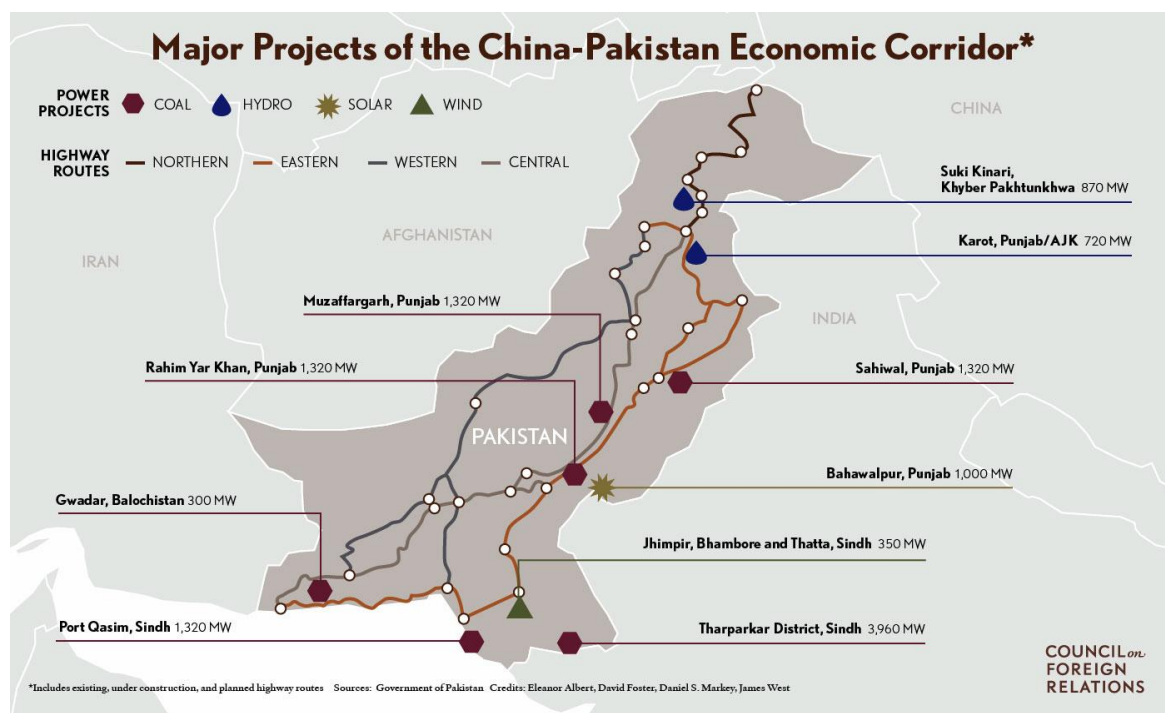 Major Projects of the China-Pakistan Economic Corridor*
POWER
PROJECTS
COAL
HYDRO
SOLAR
WIND
HIGHWAY
ROUTES
NORTHERN
EASTERN
WESTERN
CENTRAL
CHINA
Suki Kinari,
Khyber Pakhtunkhwa 870 MW
AFGHANISTAN
Karot, Punjab/AJK 720 MW
IRAN
Muzaffargarh, Punjab 1,320 MW
INDIA
Rahim Yar Khan, Punjab 1,320 MW
Sahiwal, Punjab 1,320 MW
PAKISTAN
Bahawalpur, Punjab 1,000 MW
Gwadar, Balochistan 300 MW
Jhimpir, Bhambore and Thatta, Sindh 350 MW
Port Qasim, Sindh 1,320 MW
Tharparkar District, Sindh 3,960 MW
COUNCIL on
FOREIGN
RELATIONS
*Includes existing, under construction, and planned highway routes Sources: Government of Pakistan Credits: Eleanor Albert, David Foster, Daniel S. Markey, James West